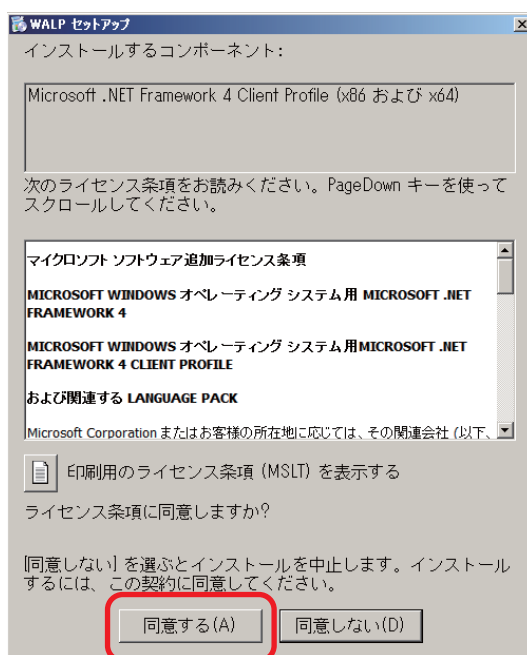 WALP セットアップ
インストールするコンポーネント:
Microsoft .NET Framework 4 Client Profile (x86 および x64)
次のライセンス条項をお読みください。PageDown キーを使って
スクロールしてください。
マイクロソフト ソフトウェア追加ライセンス条項
MICROSOFT WINDOWS オペレーティング システム用 MICROSOFT .NET
FRAMEWORK 4
MICROSOFT WINDOWS オペレーティング システム用MICROSOFT .NET
FRAMEWORK 4 CLIENT PROFILE
および関連する LANGUAGE PACK
Microsoft Corporation またはお客様の所在地に応じては、その関連会社 (以下、
印刷用のライセンス条項 (MSLT) を表示する
ライセンス条項に同意しますか?
[同意しない] を選ぶとインストールを中止します。インストール
するには、この契約に同意してください。
同意する(A)
同意しない(D)